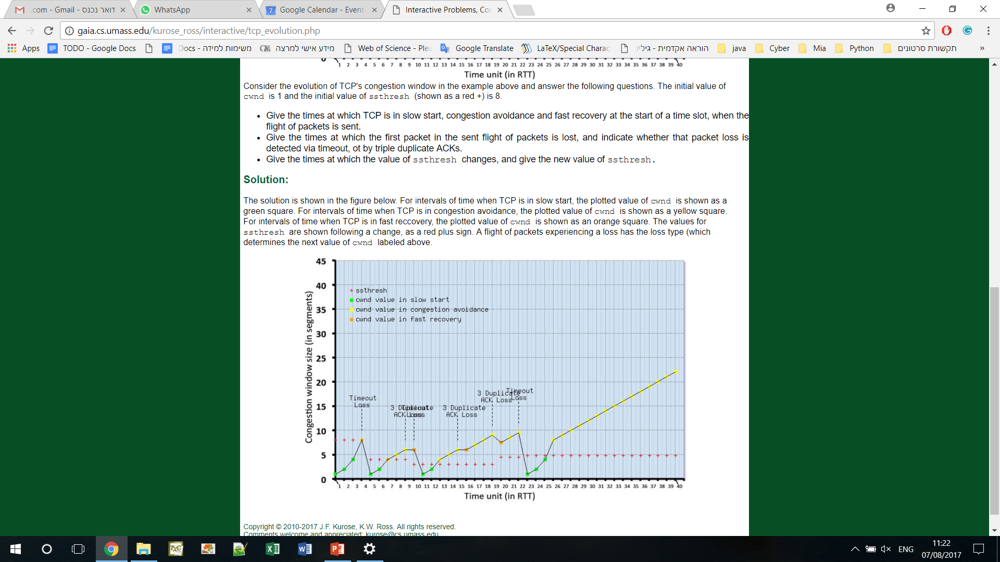 l.com - Gmail - דואר נכנס
WhatsApp
Google Calendar - Event
Interactive Problems, Co
gaia.cs.umass.edu/kurose_ross/interactive/tcp_evolution.php
Apps
TODO - Google Docs
Docs - משימות למידה
מידע אישי למרצה
Web of Science - Plea
Google Translate
LaTeX/Special Charac
הוראה אקדמית - גיליו
java
Cyber
Mia
Python
תקשורת סרטונים
»
0
1 2 3 4 5 6 7 8 9 10 11 12 13 14 15 16 17 18 19 20 21 22 23 24 25 26 27 28 29 30 31 32 33 34 35 36 37 38 39 40
Time unit (in RTT)
Consider the evolution of TCP's congestion window in the example above and answer the following questions. The initial value of
cwnd is 1 and the initial value of ssthresh (shown as a red +) is 8.
• Give the times at which TCP is in slow start, congestion avoidance and fast recovery at the start of a time slot, when the
flight of packets is sent.
• Give the times at which the first packet in the sent flight of packets is lost, and indicate whether that packet loss is
detected via timeout, ot by triple duplicate ACKs.
• Give the times at which the value of ssthresh changes, and give the new value of ssthresh.
Solution:
The solution is shown in the figure below. For intervals of time when TCP is in slow start, the plotted value of cwnd is shown as a
green square. For intervals of time when TCP is in congestion avoidance, the plotted value of cwnd is shown as a yellow square.
For intervals of time when TCP is in fast reccovery, the plotted value of cwnd is shown as an orange square. The values for
ssthresh are shown following a change, as a red plus sign. A flight of packets experiencing a loss has the loss type (which
determines the next value of cwnd labeled above.
Congestion window size (in segments)
45
40
35
30
25
20
15
10
5
0
+ ssthresh
cwnd value in slow start
cwnd value in congestion avoidance
cwnd value in fast recovery
Timeout
Loss
3 Duplicate
ACK Loss
Timeout
Loss
3 Duplicate
ACK Loss
3 Duplicate
ACK Loss
Timeout
Loss
1 2 3 4 5 6 7 8 9 10 11 12 13 14 15 16 17 18 19 20 21 22 23 24 25 26 27 28 29 30 31 32 33 34 35 36 37 38 39 40
Time unit (in RTT)
Copyright © 2010-2017 J.F. Kurose, K.W. Ross. All rights reserved.
Comments welcome and appreciated: kurose@cs.umass.edu
ENG
11:22
07/08/2017